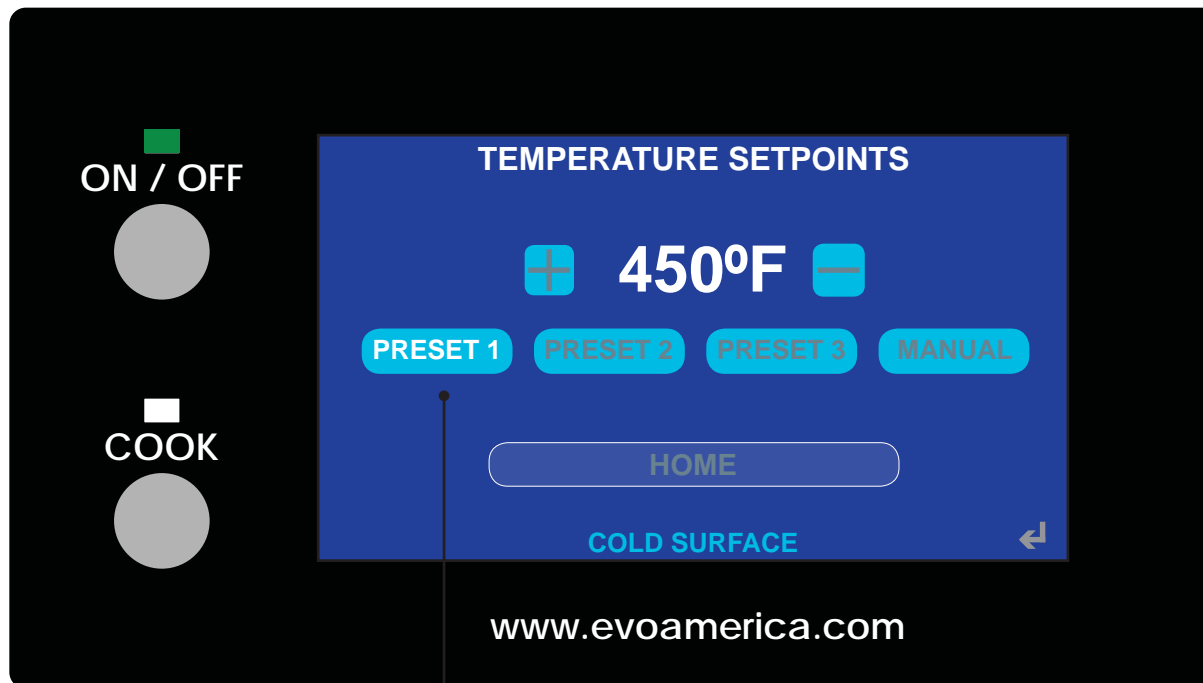 ON / OFF
TEMPERATURE SETPOINTS
+ 450ºF −
PRESET 1 PRESET 2 PRESET 3 MANUAL
COOK
HOME
COLD SURFACE
www.evoamerica.com